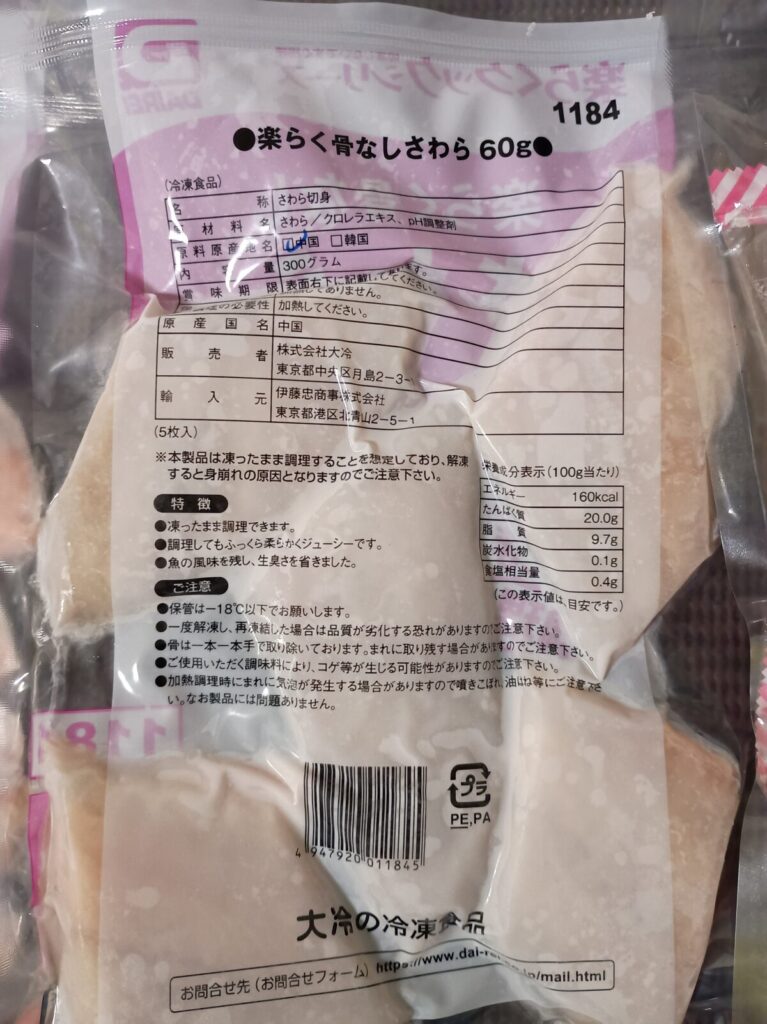 1184
●楽らく骨なしさわら 60g●
(冷凍食品)
名 称 さわら切身
原材料名 さわら／クロレラエキス、pH調整剤
原料原産地名 中国 □韓国
内容量 300グラム
賞味期限 表面右下に記載してあります。
してありません。
の必要性 加熱してください。
原産国名 中国
販売者 株式会社大冷
東京都中央区月島2-3-
輸入元 伊藤忠商事株式会社
東京都港区北青山2-5-1
(5枚入)
※本製品は凍ったまま調理することを想定しており、解凍
すると身崩れの原因となりますのでご注意下さい。
栄養成分表示（100g当たり）
エネルギー 160kcal
たんぱく質 20.0g
脂質 9.7g
炭水化物 0.1g
食塩相当量 0.4g
(この表示値は、目安です。)
特徴
●凍ったまま調理できます。
●調理してもふっくら柔らかくジューシーです。
●魚の風味を残し、生臭さを省きました。
ご注意
●保管は−18℃以下でお願いします。
●一度解凍し、再凍結した場合は品質が劣化する恐れがありますのでご注意下さい。
●骨は一本一本手で取り除いております。まれに取り残す場合がありますのでご注意下さい。
●ご使用いただく調味料により、コゲ等が生じる可能性がありますのでご注意下さい。
●加熱調理時にまれに気泡が発生する場合がありますので噴きこぼれ、油はね等にご注意下さ
い。なお製品には問題ありません。
プラ
PE,PA
4 947920 011845
大冷の冷凍食品
お問合せ先（お問合せフォーム）https://www.dai-rei.co.jp/mail.html